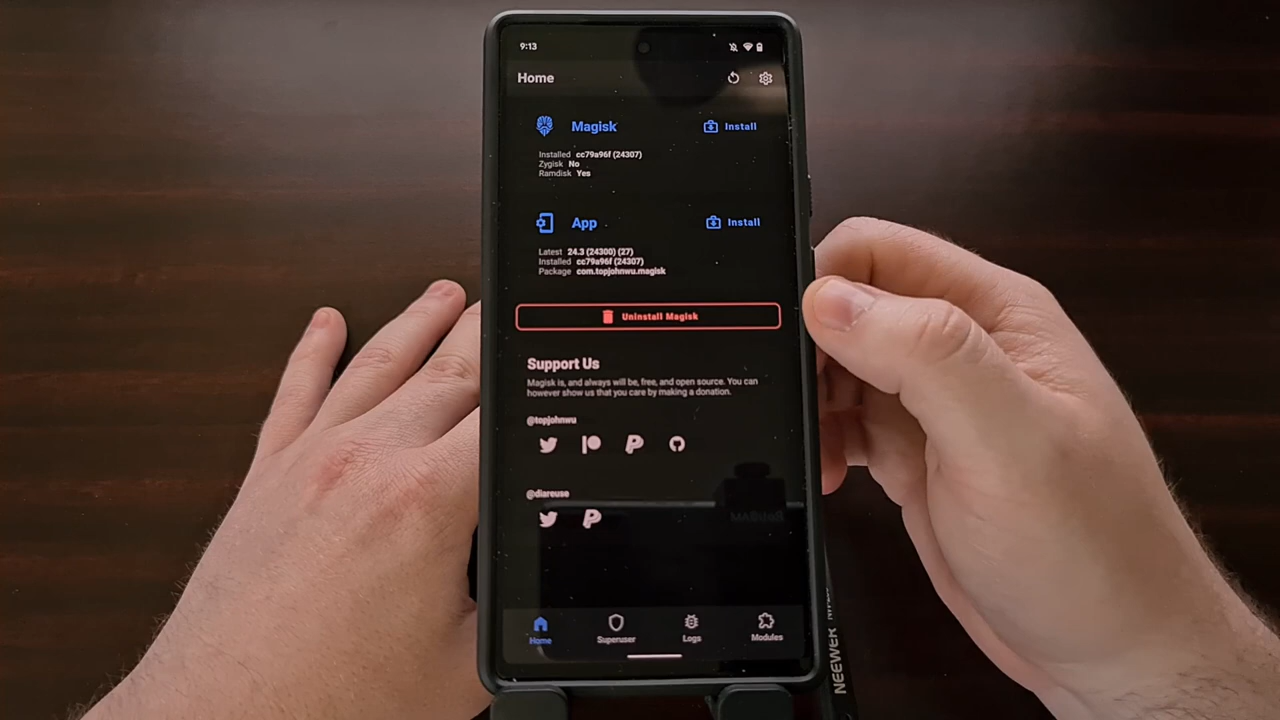 9:13
Home
Magisk
Install
Installed cc79a96f (24307)
Zygisk No
Ramdisk Yes
App
Install
Latest 24.3 (24300) (27)
Installed cc79a96f (24307)
Package com.topjohnwu.magisk
Uninstall Magisk
Support Us
Magisk is, and always will be, free, and open source. You can
however show us that you care by making a donation.
@topjohnwu
@diareuse
Home
Superuser
Logs
Modules
NEEWER